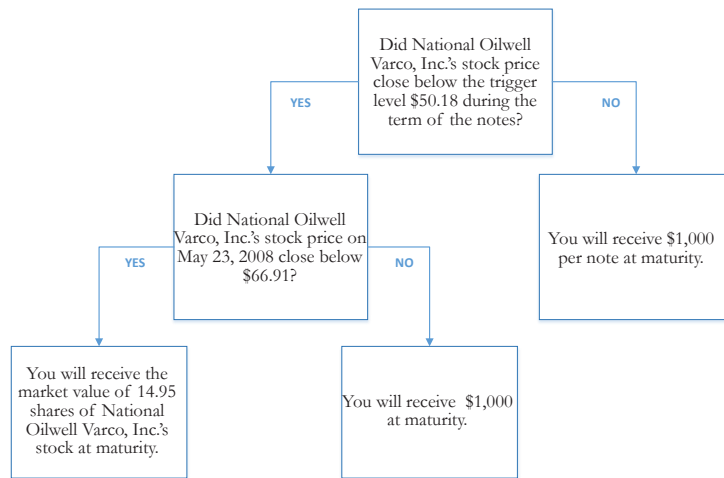 Did National Oilwell
Varco, Inc.'s stock price
close below the trigger
level $50.18 during the
term of the notes?
YES
NO
Did National Oilwell
Varco, Inc.'s stock price on
May 23, 2008 close below
$66.91?
You will receive $1,000
per note at maturity.
YES
NO
You will receive the
market value of 14.95
shares of National
Oilwell Varco, Inc.'s
stock at maturity.
You will receive $1,000
at maturity.